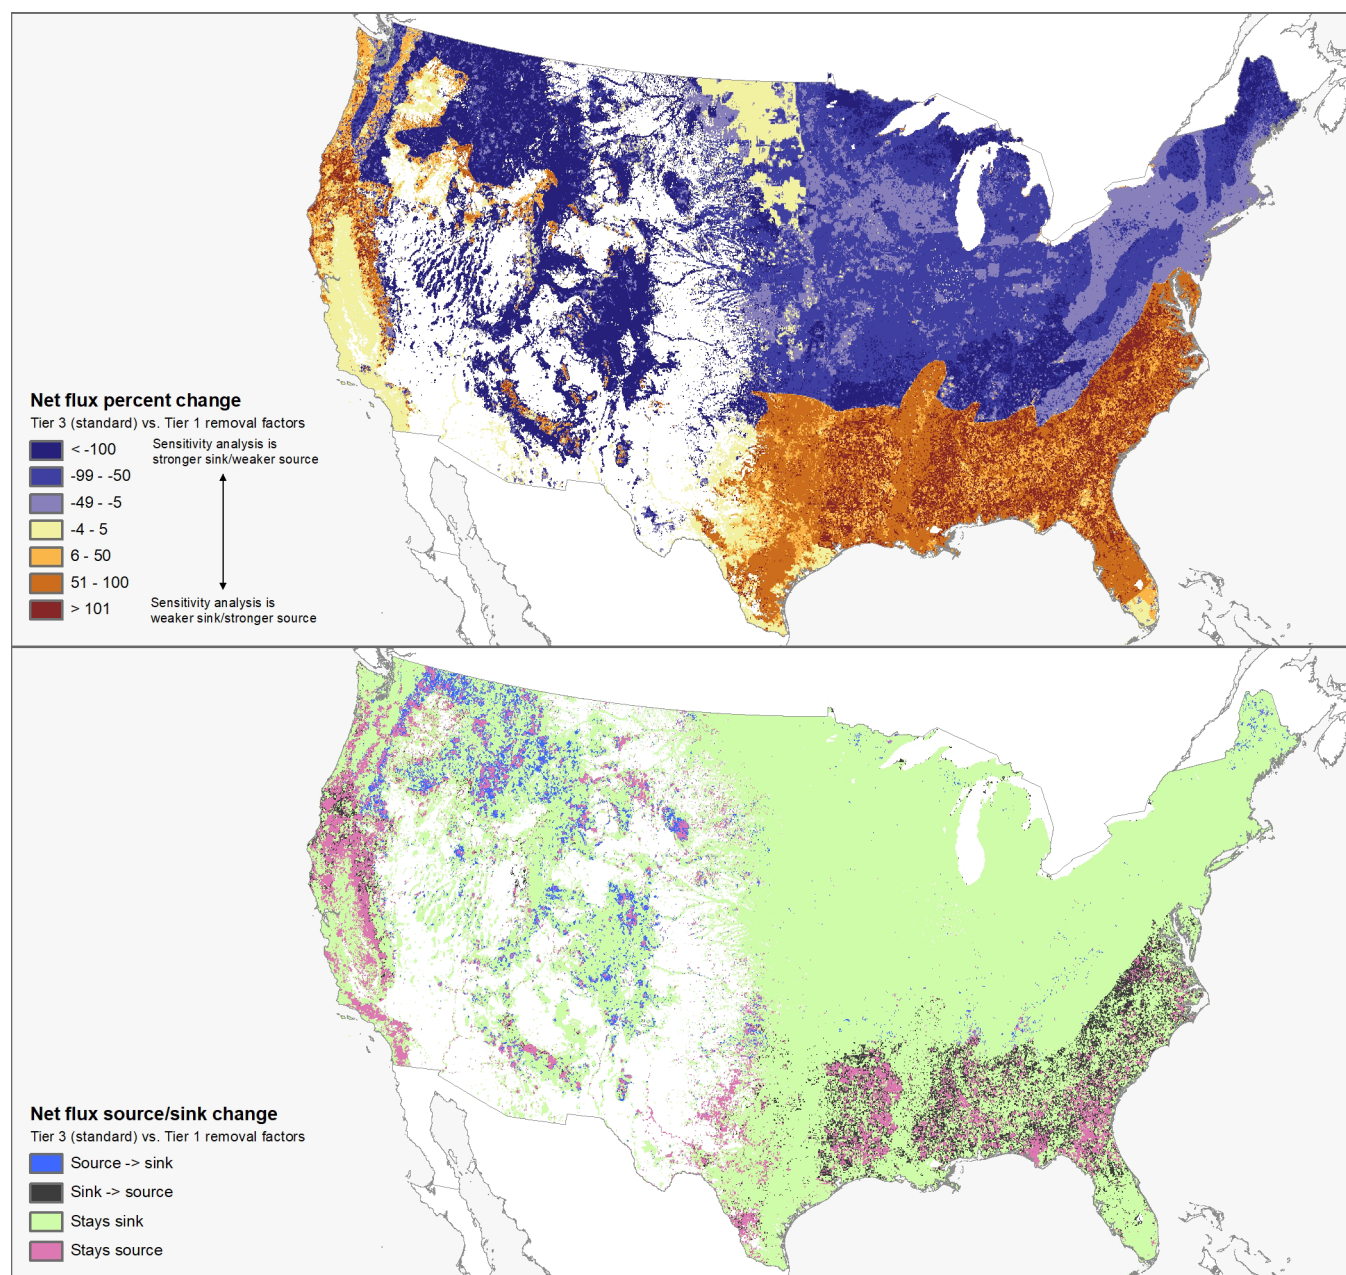 Net flux percent change
Tier 3 (standard) vs. Tier 1 removal factors
< -100
-99 - -50
-49 - -5
-4 - 5
6 - 50
51 - 100
> 101
Sensitivity analysis is
stronger sink/weaker source
Sensitivity analysis is
weaker sink/stronger source
Net flux source/sink change
Tier 3 (standard) vs. Tier 1 removal factors
Source -> sink
Sink -> source
Stays sink
Stays source